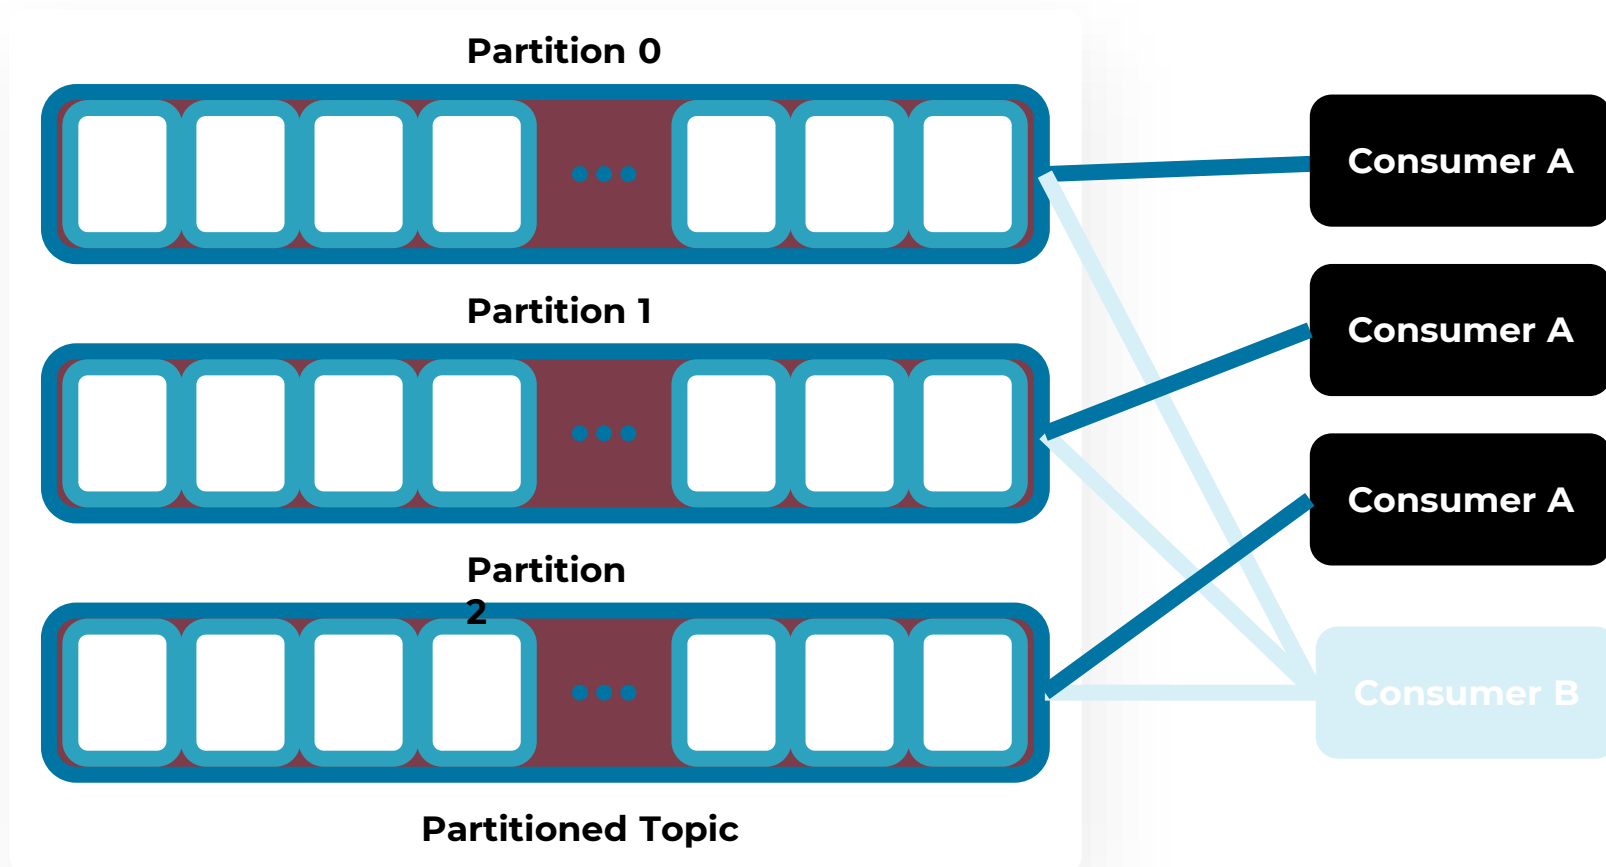 Partition 0
Consumer A
Partition 1
Consumer A
Consumer A
Partition
2
Consumer B
Partitioned Topic